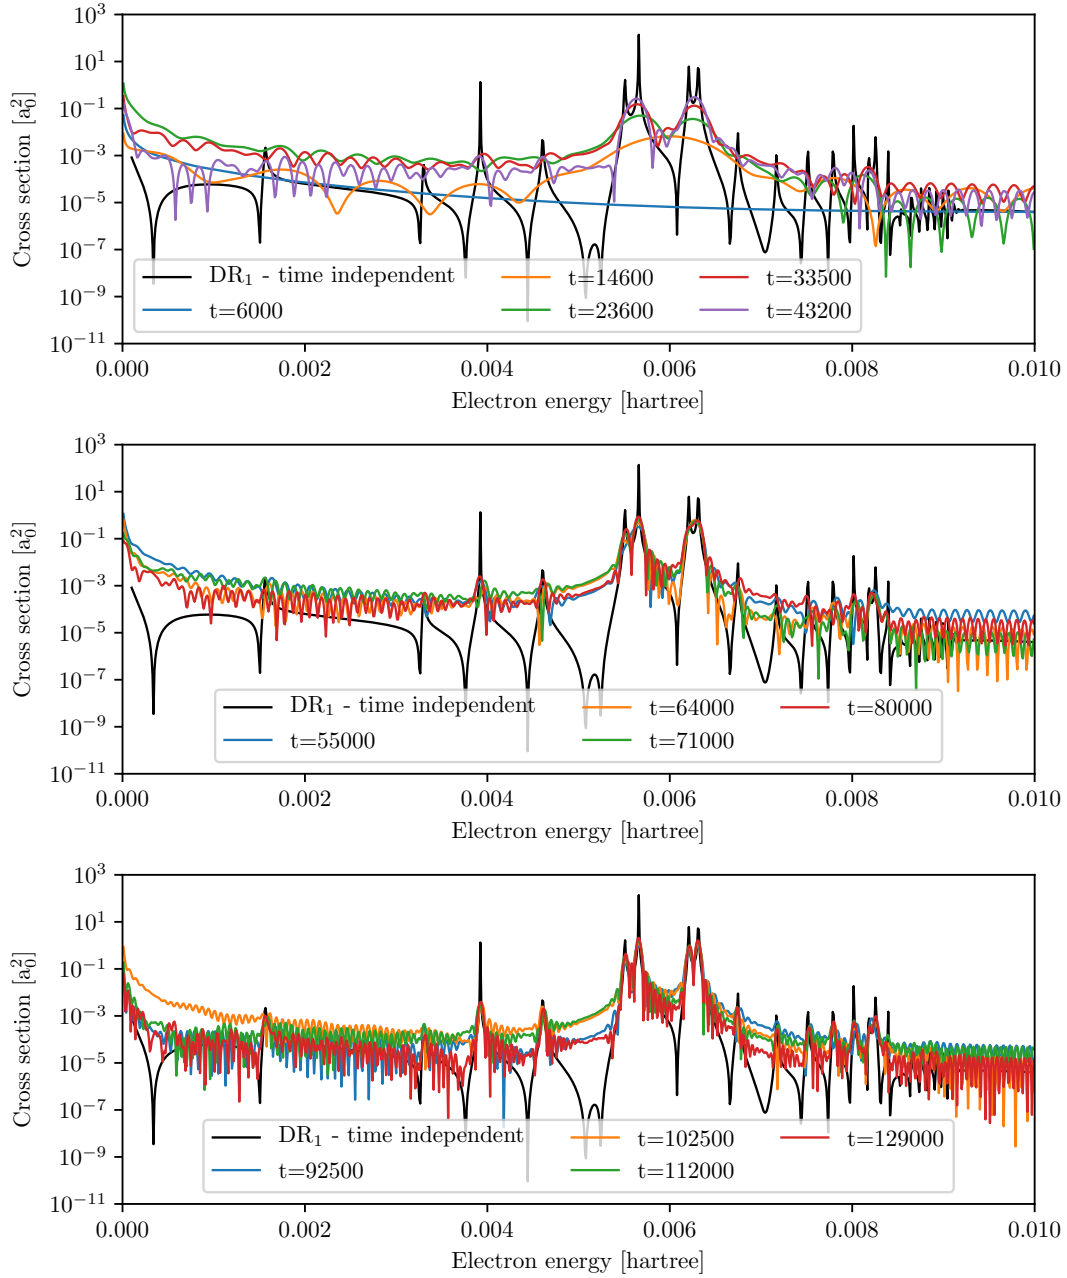 10^3
10^1
10^-1
10^-3
10^-5
10^-7
10^-9
10^-11
Cross section [a_0^2]
DR_1 - time independent
t=6000
t=14600
t=23600
t=33500
t=43200
0.000 0.002 0.004 0.006 0.008 0.010
Electron energy [hartree]
10^3
10^1
10^-1
10^-3
10^-5
10^-7
10^-9
10^-11
Cross section [a_0^2]
DR_1 - time independent
t=55000
t=64000
t=71000
t=80000
0.000 0.002 0.004 0.006 0.008 0.010
Electron energy [hartree]
10^3
10^1
10^-1
10^-3
10^-5
10^-7
10^-9
10^-11
Cross section [a_0^2]
DR_1 - time independent
t=92500
t=102500
t=112000
t=129000
0.000 0.002 0.004 0.006 0.008 0.010
Electron energy [hartree]